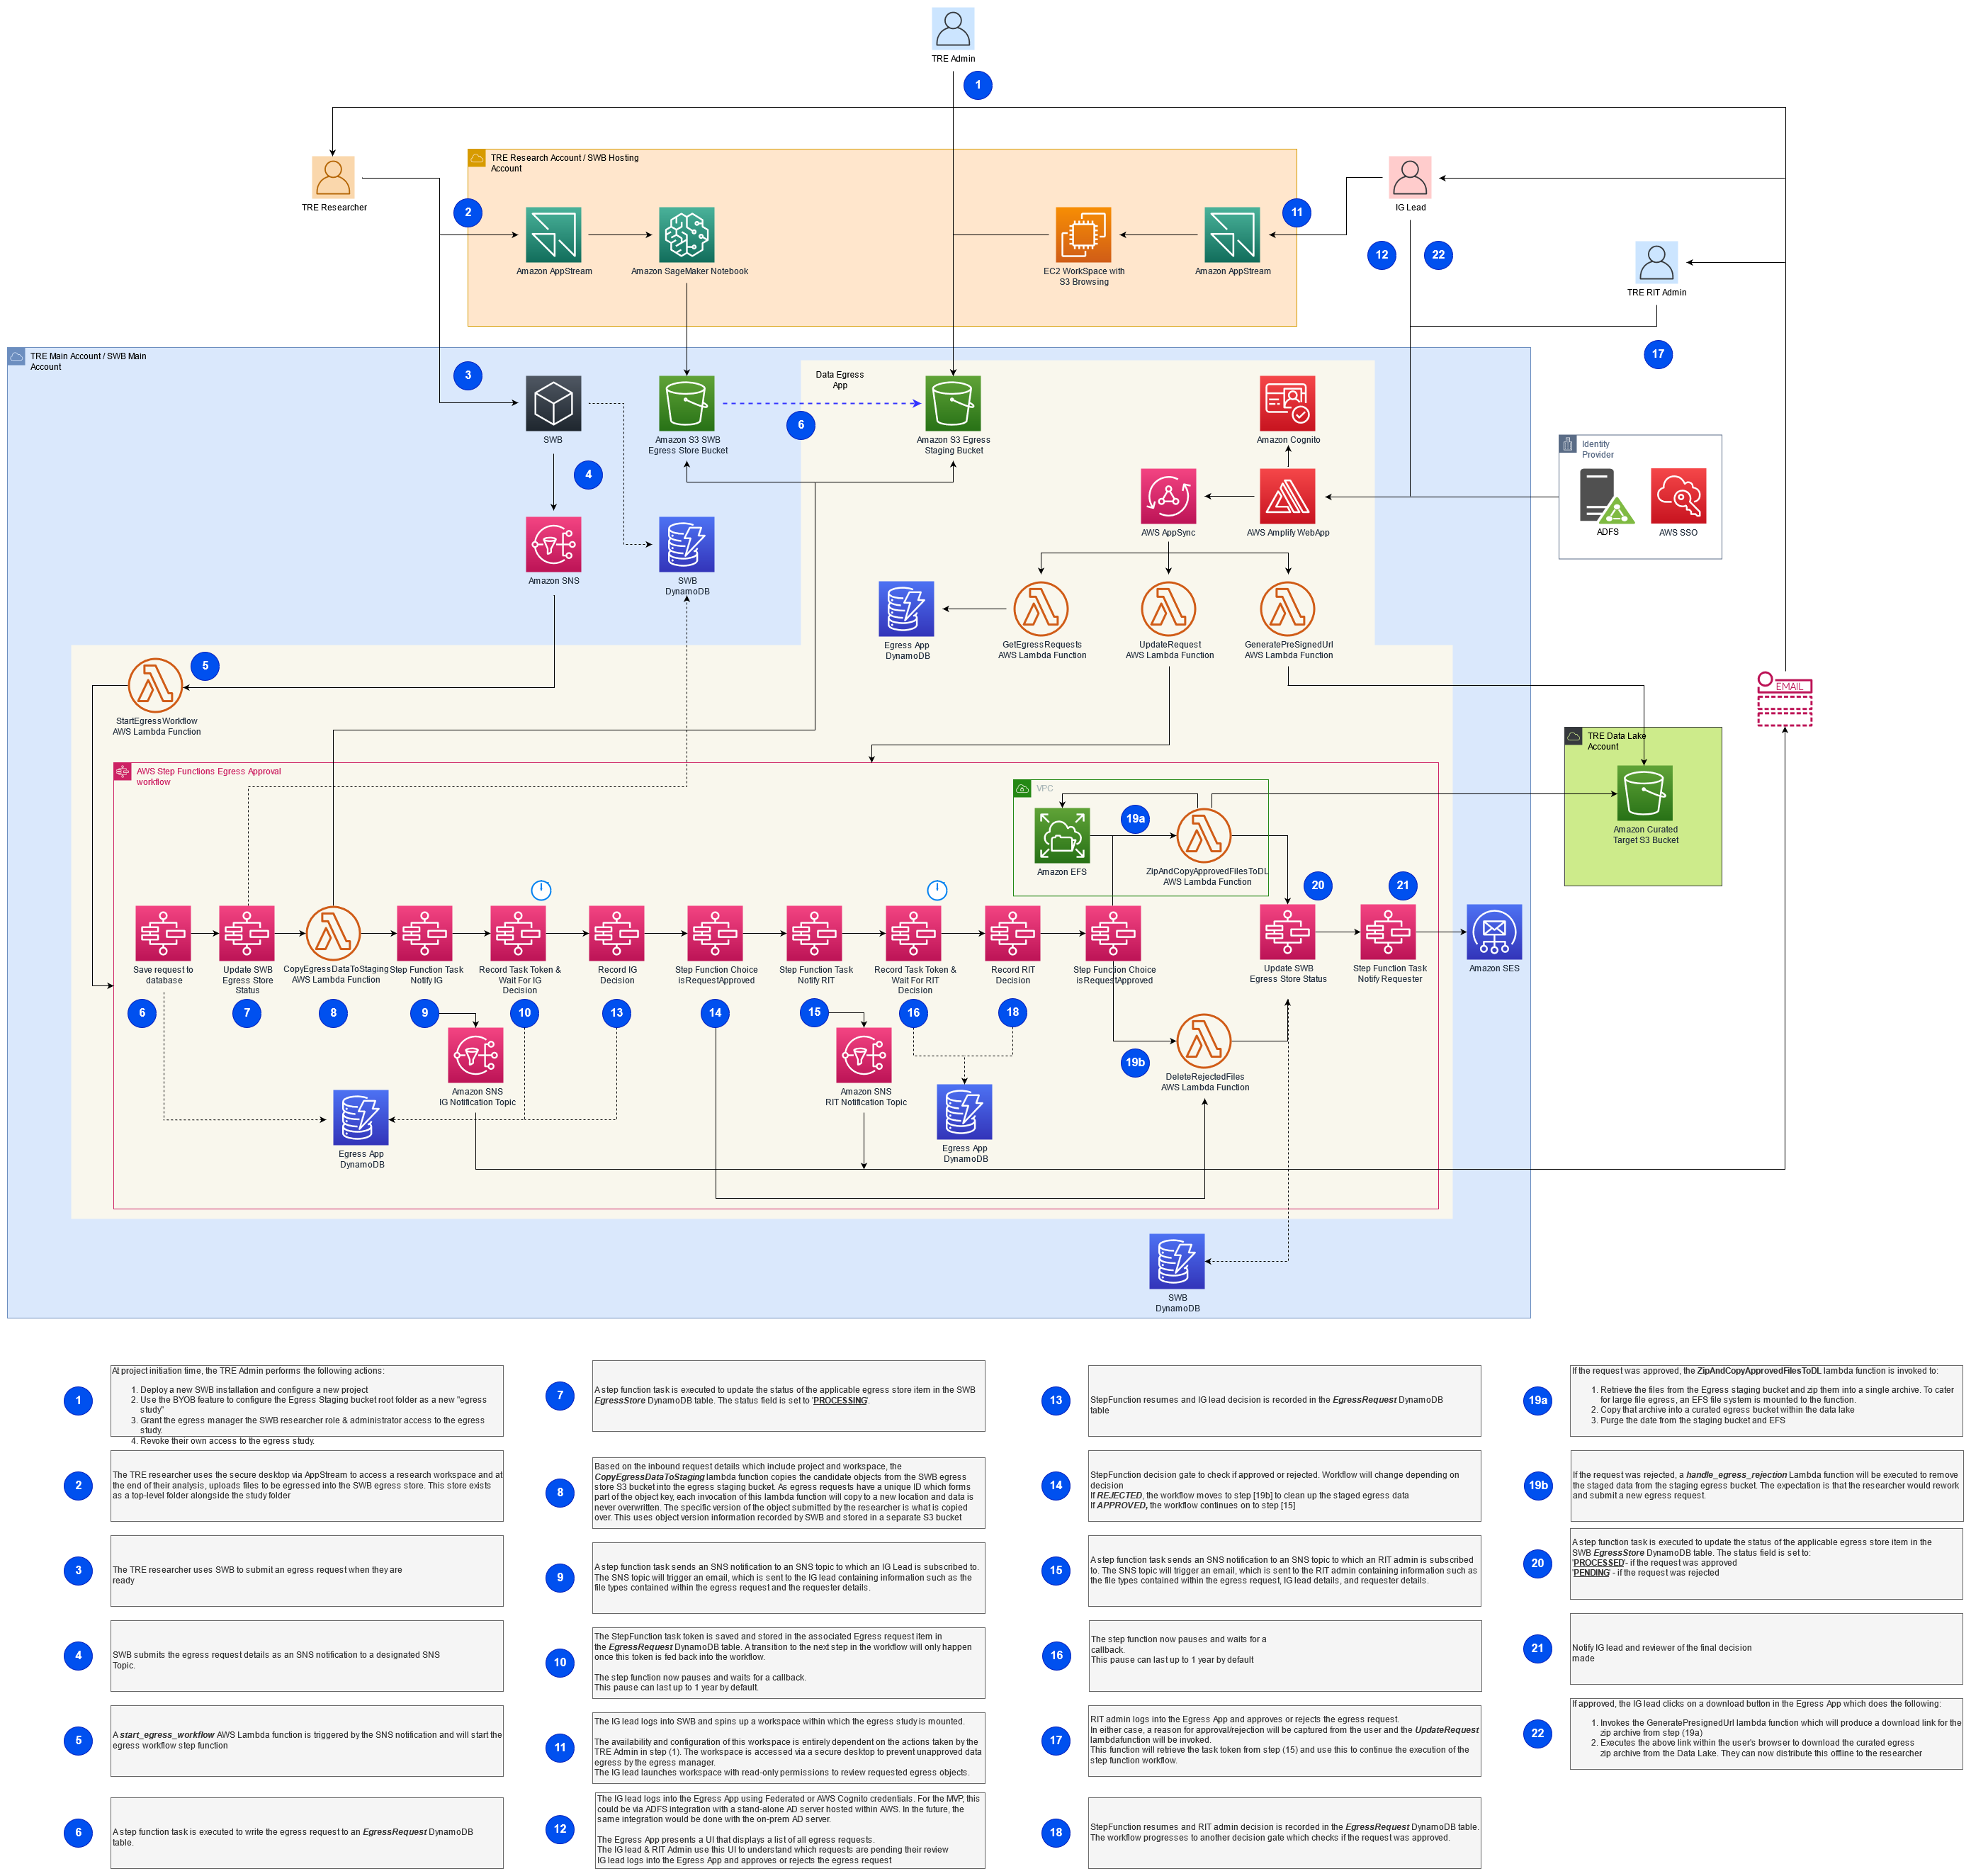 TRE Admin
1
TRE Research Account / SWB Hosting
Account
TRE Researcher
2
Amazon AppStream
Amazon SageMaker Notebook
EC2 WorkSpace with
S3 Browsing
Amazon AppStream
11
IG Lead
12
22
TRE RIT Admin
17
TRE Main Account / SWB Main
Account
3
SWB
Amazon S3 SWB
Egress Store Bucket
Data Egress
App
6
Amazon S3 Egress
Staging Bucket
Amazon Cognito
Identity
Provider
ADFS
AWS SSO
4
Amazon SNS
SWB
DynamoDB
AWS AppSync
AWS Amplify WebApp
Egress App
DynamoDB
GetEgressRequests
AWS Lambda Function
UpdateRequest
AWS Lambda Function
GeneratePreSignedUrl
AWS Lambda Function
5
StartEgressWorkflow
AWS Lambda Function
EMAIL
TRE Data Lake
Account
Amazon Curated
Target S3 Bucket
AWS Step Functions Egress Approval
workflow
VPC
Amazon EFS
19a
ZipAndCopyApprovedFilesToDL
AWS Lambda Function
20
21
Save request to
database
Update SWB
Egress Store
Status
CopyEgressDataToStaging
AWS Lambda Function
Step Function Task
Notify IG
Record Task Token &
Wait For IG
Decision
Record IG
Decision
Step Function Choice
isRequestApproved
Step Function Task
Notify RIT
Record Task Token &
Wait For RIT
Decision
Record RIT
Decision
Step Function Choice
isRequestApproved
Update SWB
Egress Store Status
Step Function Task
Notify Requester
Amazon SES
6
7
8
9
10
13
14
15
16
18
19b
Amazon SNS
IG Notification Topic
Amazon SNS
RIT Notification Topic
DeleteRejectedFiles
AWS Lambda Function
Egress App
DynamoDB
Egress App
DynamoDB
SWB
DynamoDB
1
At project initiation time, the TRE Admin performs the following actions:
1. Deploy a new SWB installation and configure a new project
2. Use the BYOB feature to configure the Egress Staging bucket root folder as a new "egress
study"
3. Grant the egress manager the SWB researcher role & administrator access to the egress
study.
4. Revoke their own access to the egress study.
2
The TRE researcher uses the secure desktop via AppStream to access a research workspace and at
the end of their analysis, uploads files to be egressed into the SWB egress store. This store exists
as a top-level folder alongside the study folder
3
The TRE researcher uses SWB to submit an egress request when they are
ready
4
SWB submits the egress request details as an SNS notification to a designated SNS
Topic.
5
A start_egress_workflow AWS Lambda function is triggered by the SNS notification and will start the
egress workflow step function
6
A step function task is executed to write the egress request to an EgressRequest DynamoDB
table.
7
A step function task is executed to update the status of the applicable egress store item in the SWB
EgressStore DynamoDB table. The status field is set to 'PROCESSING'.
8
Based on the inbound request details which include project and workspace, the
CopyEgressDataToStaging lambda function copies the candidate objects from the SWB egress
store S3 bucket into the egress staging bucket. As egress requests have a unique ID which forms
part of the object key, each invocation of this lambda function will copy to a new location and data is
never overwritten. The specific version of the object submitted by the researcher is what is copied
over. This uses object version information recorded by SWB and stored in a separate S3 bucket
9
A step function task sends an SNS notification to an SNS topic to which an IG Lead is subscribed to.
The SNS topic will trigger an email, which is sent to the IG lead containing information such as the
file types contained within the egress request and the requester details.
10
The StepFunction task token is saved and stored in the associated Egress request item in
the EgressRequest DynamoDB table. A transition to the next step in the workflow will only happen
once this token is fed back into the workflow.
The step function now pauses and waits for a callback.
This pause can last up to 1 year by default.
11
The IG lead logs into SWB and spins up a workspace within which the egress study is mounted.
The availability and configuration of this workspace is entirely dependent on the actions taken by
the TRE Admin in step (1). The workspace is accessed via a secure desktop to prevent unapproved data
egress by the egress manager.
The IG lead launches workspace with read-only permissions to review requested egress objects.
12
The IG lead logs into the Egress App using Federated or AWS Cognito credentials. For the MVP, this
could be via ADFS integration with a stand-alone AD server hosted within AWS. In the future, the
same integration would be done with the on-prem AD server.
The Egress App presents a UI that displays a list of all egress requests.
The IG lead & RIT Admin use this UI to understand which requests are pending their review
IG lead logs into the Egress App and approves or rejects the egress request
13
StepFunction resumes and IG lead decision is recorded in the EgressRequest DynamoDB
table
14
StepFunction decision gate to check if approved or rejected. Workflow will change depending on
decision
If REJECTED, the workflow moves to step [19b] to clean up the staged egress data
If APPROVED, the workflow continues on to step [15]
15
A step function task sends an SNS notification to an SNS topic to which an RIT admin is subscribed
to. The SNS topic will trigger an email, which is sent to the RIT admin containing information such as
the file types contained within the egress request, IG lead details, and requester details.
16
The step function now pauses and waits for a
callback.
This pause can last up to 1 year by default
17
RIT admin logs into the Egress App and approves or rejects the egress request.
In either case, a reason for approval/rejection will be captured from the user and the UpdateRequest
lambdafunction will be invoked.
This function will retrieve the task token from step (15) and use this to continue the execution of the
step function workflow.
18
StepFunction resumes and RIT admin decision is recorded in the EgressRequest DynamoDB table.
The workflow progresses to another decision gate which checks if the request was approved.
19a
If the request was approved, the ZipAndCopyApprovedFilesToDL lambda function is invoked to:
1. Retrieve the files from the Egress staging bucket and zip them into a single archive. To cater
for large file egress, an EFS file system is mounted to the function.
2. Copy that archive into a curated egress bucket within the data lake
3. Purge the date from the staging bucket and EFS
19b
If the request was rejected, a handle_egress_rejection Lambda function will be executed to remove
the staged data from the staging egress bucket. The expectation is that the researcher would rework
and submit a new egress request.
20
A step function task is executed to update the status of the applicable egress store item in the
SWB EgressStore DynamoDB table. The status field is set to:
'PROCESSED'- if the request was approved
'PENDING' - if the request was rejected
21
Notify IG lead and reviewer of the final decision
made
22
If approved, the IG lead clicks on a download button in the Egress App which does the following:
1. Invokes the GeneratePresignedUrl lambda function which will produce a download link for the
zip archive from step (19a)
2. Executes the above link within the user's browser to download the curated egress
zip archive from the Data Lake. They can now distribute this offline to the researcher